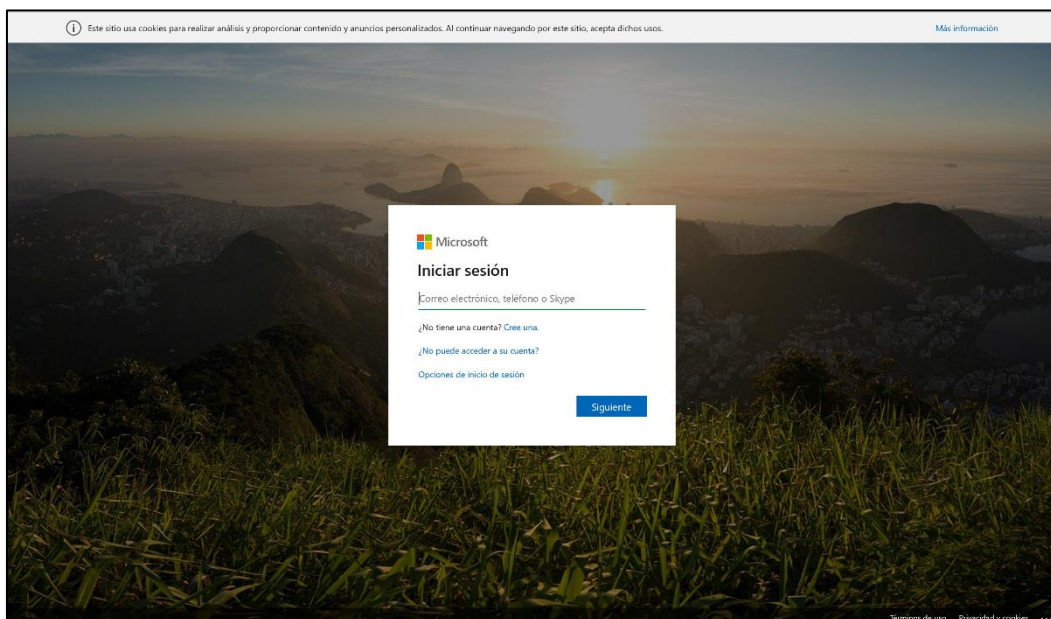 Este sitio usa cookies para realizar análisis y proporcionar contenido y anuncios personalizados. Al continuar navegando por este sitio, acepta dichos usos.
Más información
Microsoft
Iniciar sesión
Correo electrónico, teléfono o Skype
¿No tiene una cuenta? Cree una.
¿No puede acceder a su cuenta?
Opciones de inicio de sesión
Siguiente
Términos de uso Privacidad y cookies